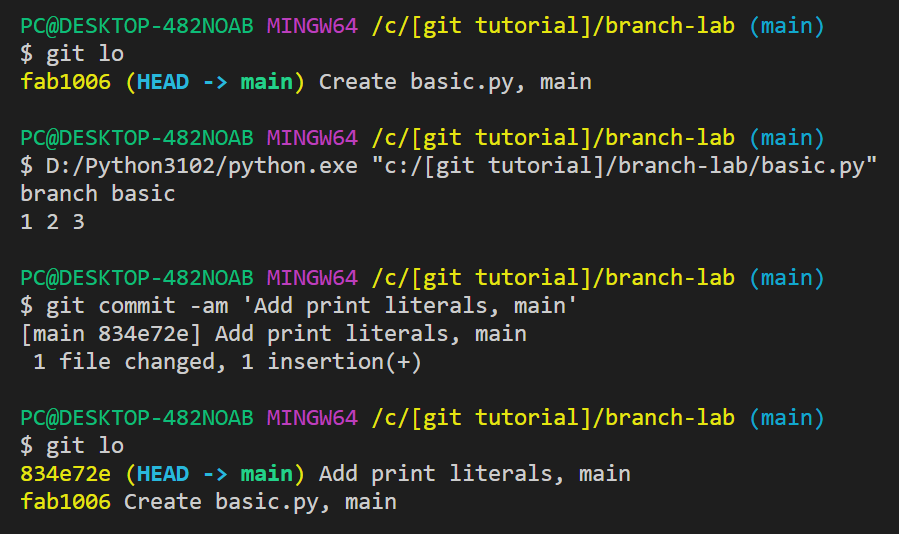 PC@DESKTOP-482NOAB MINGW64 /c/[git tutorial]/branch-lab (main)
$ git lo
fab1006 (HEAD -> main) Create basic.py, main
PC@DESKTOP-482NOAB MINGW64 /c/[git tutorial]/branch-lab (main)
$ D:/Python3102/python.exe "c:/[git tutorial]/branch-lab/basic.py"
branch basic
1 2 3
PC@DESKTOP-482NOAB MINGW64 /c/[git tutorial]/branch-lab (main)
$ git commit -am 'Add print literals, main'
[main 834e72e] Add print literals, main
 1 file changed, 1 insertion(+)
PC@DESKTOP-482NOAB MINGW64 /c/[git tutorial]/branch-lab (main)
$ git lo
834e72e (HEAD -> main) Add print literals, main
fab1006 Create basic.py, main